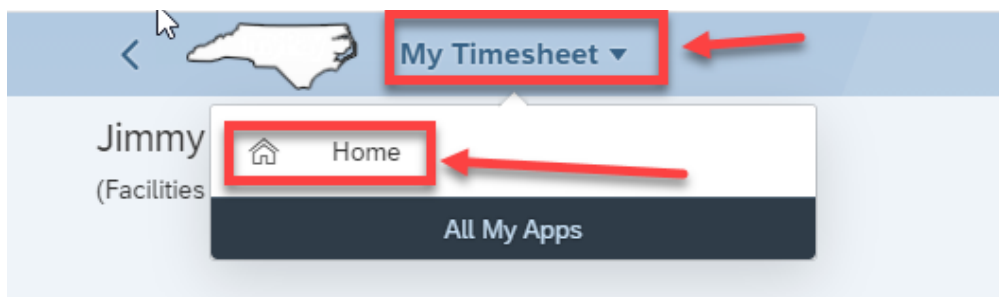 My Timesheet
Jimmy
Home
(Facilities
All My Apps